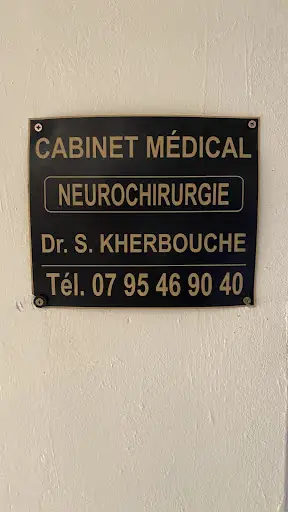 CABINET MÉDICAL
NEUROCHIRURGIE
Dr. S. KHERBOUCHE
Tél. 07 95 46 90 40